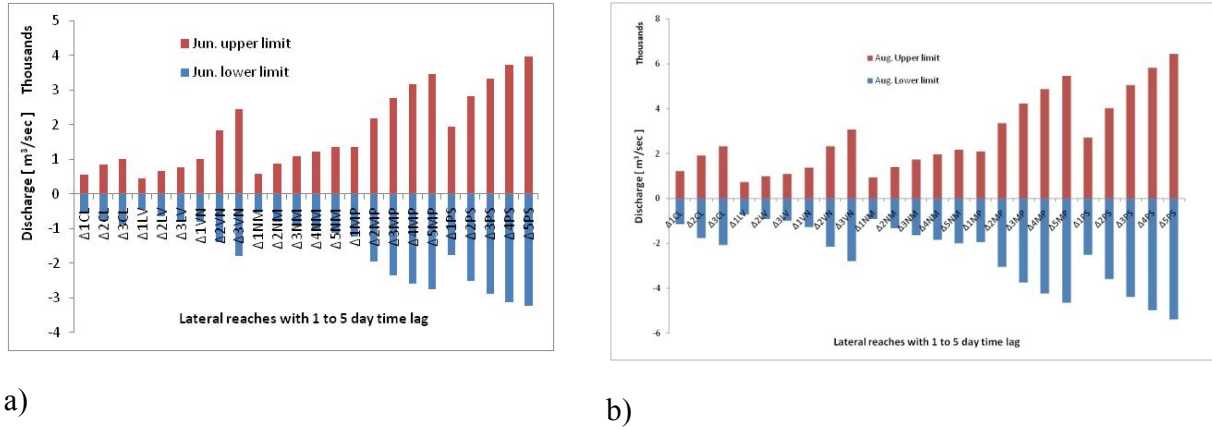 5
4
3
2
1
0
-1
-2
-3
-4
Thousands
Discharge [ m³/sec ]
Jun. upper limit
Jun. lower limit
Δ1CL
Δ2CL
Δ3CL
Δ1LV
Δ2LV
Δ3LV
Δ1VN
Δ2VN
Δ3VN
Δ1NM
Δ2NM
Δ3NM
Δ4NM
Δ5NM
Δ1MP
Δ2MP
Δ3MP
Δ4MP
Δ5MP
Δ1PS
Δ2PS
Δ3PS
Δ4PS
Δ5PS
Lateral reaches with 1 to 5 day time lag
a)
8
6
4
2
0
-2
-4
-6
Thousands
Discharge [ m³/sec ]
Aug. Upper limit
Aug. Lower limit
Δ1CL
Δ2CL
Δ3CL
Δ1LV
Δ2LV
Δ3LV
Δ1VN
Δ2VN
Δ3VN
Δ1NM
Δ2NM
Δ3NM
Δ4NM
Δ5NM
Δ1MP
Δ2MP
Δ3MP
Δ4MP
Δ5MP
Δ1PS
Δ2PS
Δ3PS
Δ4PS
Δ5PS
Lateral reaches with 1 to 5 day time lag
b)